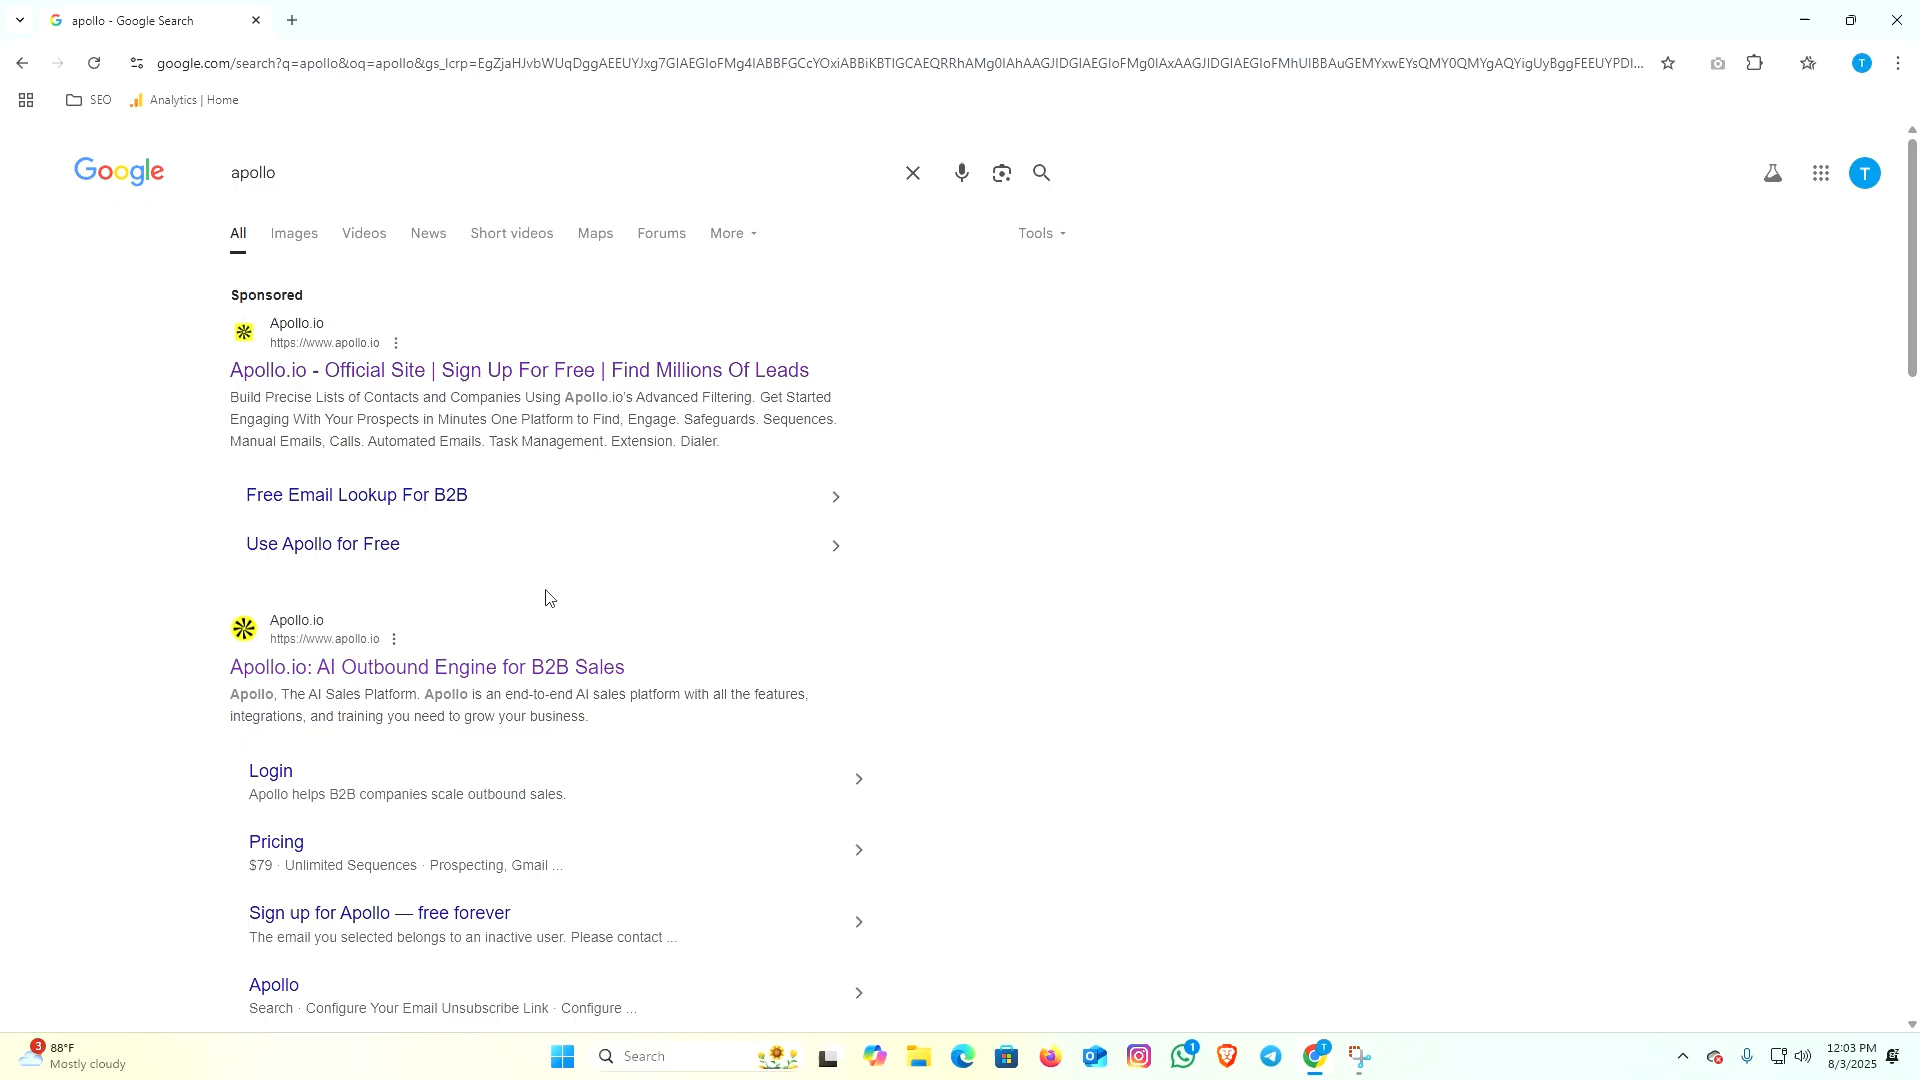 apollo - Google Search
google.com/search?q=apollo&oq=apollo&gs_lcrp=
SEO
Analytics | Home
Google
apollo
T
All
Images
Videos
News
Short videos
Maps
Forums
More
Tools
Sponsored
Apollo.io
https://www.apollo.io
Apollo.io - Official Site | Sign Up For Free | Find Millions Of Leads
Build Precise Lists of Contacts and Companies Using Apollo.io's Advanced Filtering. Get Started
Engaging With Your Prospects in Minutes One Platform to Find, Engage. Safeguards. Sequences.
Manual Emails, Calls. Automated Emails. Task Management. Extension. Dialer.
Free Email Lookup For B2B
Use Apollo for Free
Apollo.io
https://www.apollo.io
Apollo.io: AI Outbound Engine for B2B Sales
Apollo, The AI Sales Platform. Apollo is an end-to-end AI sales platform with all the features,
integrations, and training you need to grow your business.
Login
Apollo helps B2B companies scale outbound sales.
Pricing
$79 · Unlimited Sequences · Prospecting, Gmail ...
Sign up for Apollo — free forever
The email you selected belongs to an inactive user. Please contact ...
Apollo
Search · Configure Your Email Unsubscribe Link · Configure ...
3
88°F
Mostly cloudy
Search
1
T
12:03 PM
8/3/2025